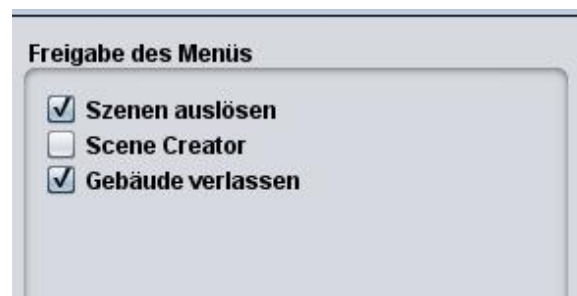 Freigabe des Menüs
Szenen auslösen
Scene Creator
Gebäude verlassen